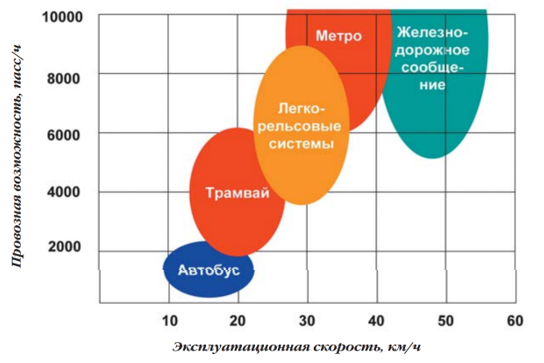 Провозная возможность, пасс/ч
10000
8000
6000
4000
2000
Метро
Железно-
дорожное
сообще-
ние
Легко-
рельсовые
системы
Трамвай
Автобус
10 20 30 40 50 60
Эксплуатационная скорость, км/ч